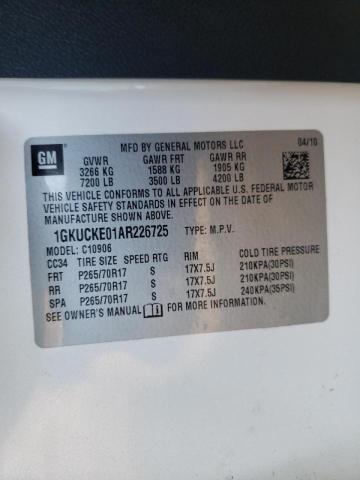 GM
MFD BY GENERAL MOTORS LLC 04/10
GVWR GAWR FRT GAWR RR
3266 KG 1588 KG 1905 KG
7200 LB 3500 LB 4200 LB
THIS VEHICLE CONFORMS TO ALL APPLICABLE U.S. FEDERAL MOTOR
VEHICLE SAFETY STANDARDS IN EFFECT ON THE DATE OF
MANUFACTURE SHOWN ABOVE.
1GKUCKE01AR226725 TYPE: M.P.V.
MODEL: C10906
CC34 TIRE SIZE SPEED RTG RIM COLD TIRE PRESSURE
FRT P265/70R17 S 17X7.5J 210KPA(30PSI)
RR P265/70R17 S 17X7.5J 210KPA(30PSI)
SPA P265/70R17 S 17X7.5J 240KPA(35PSI)
SEE OWNER'S MANUAL FOR MORE INFORMATION.